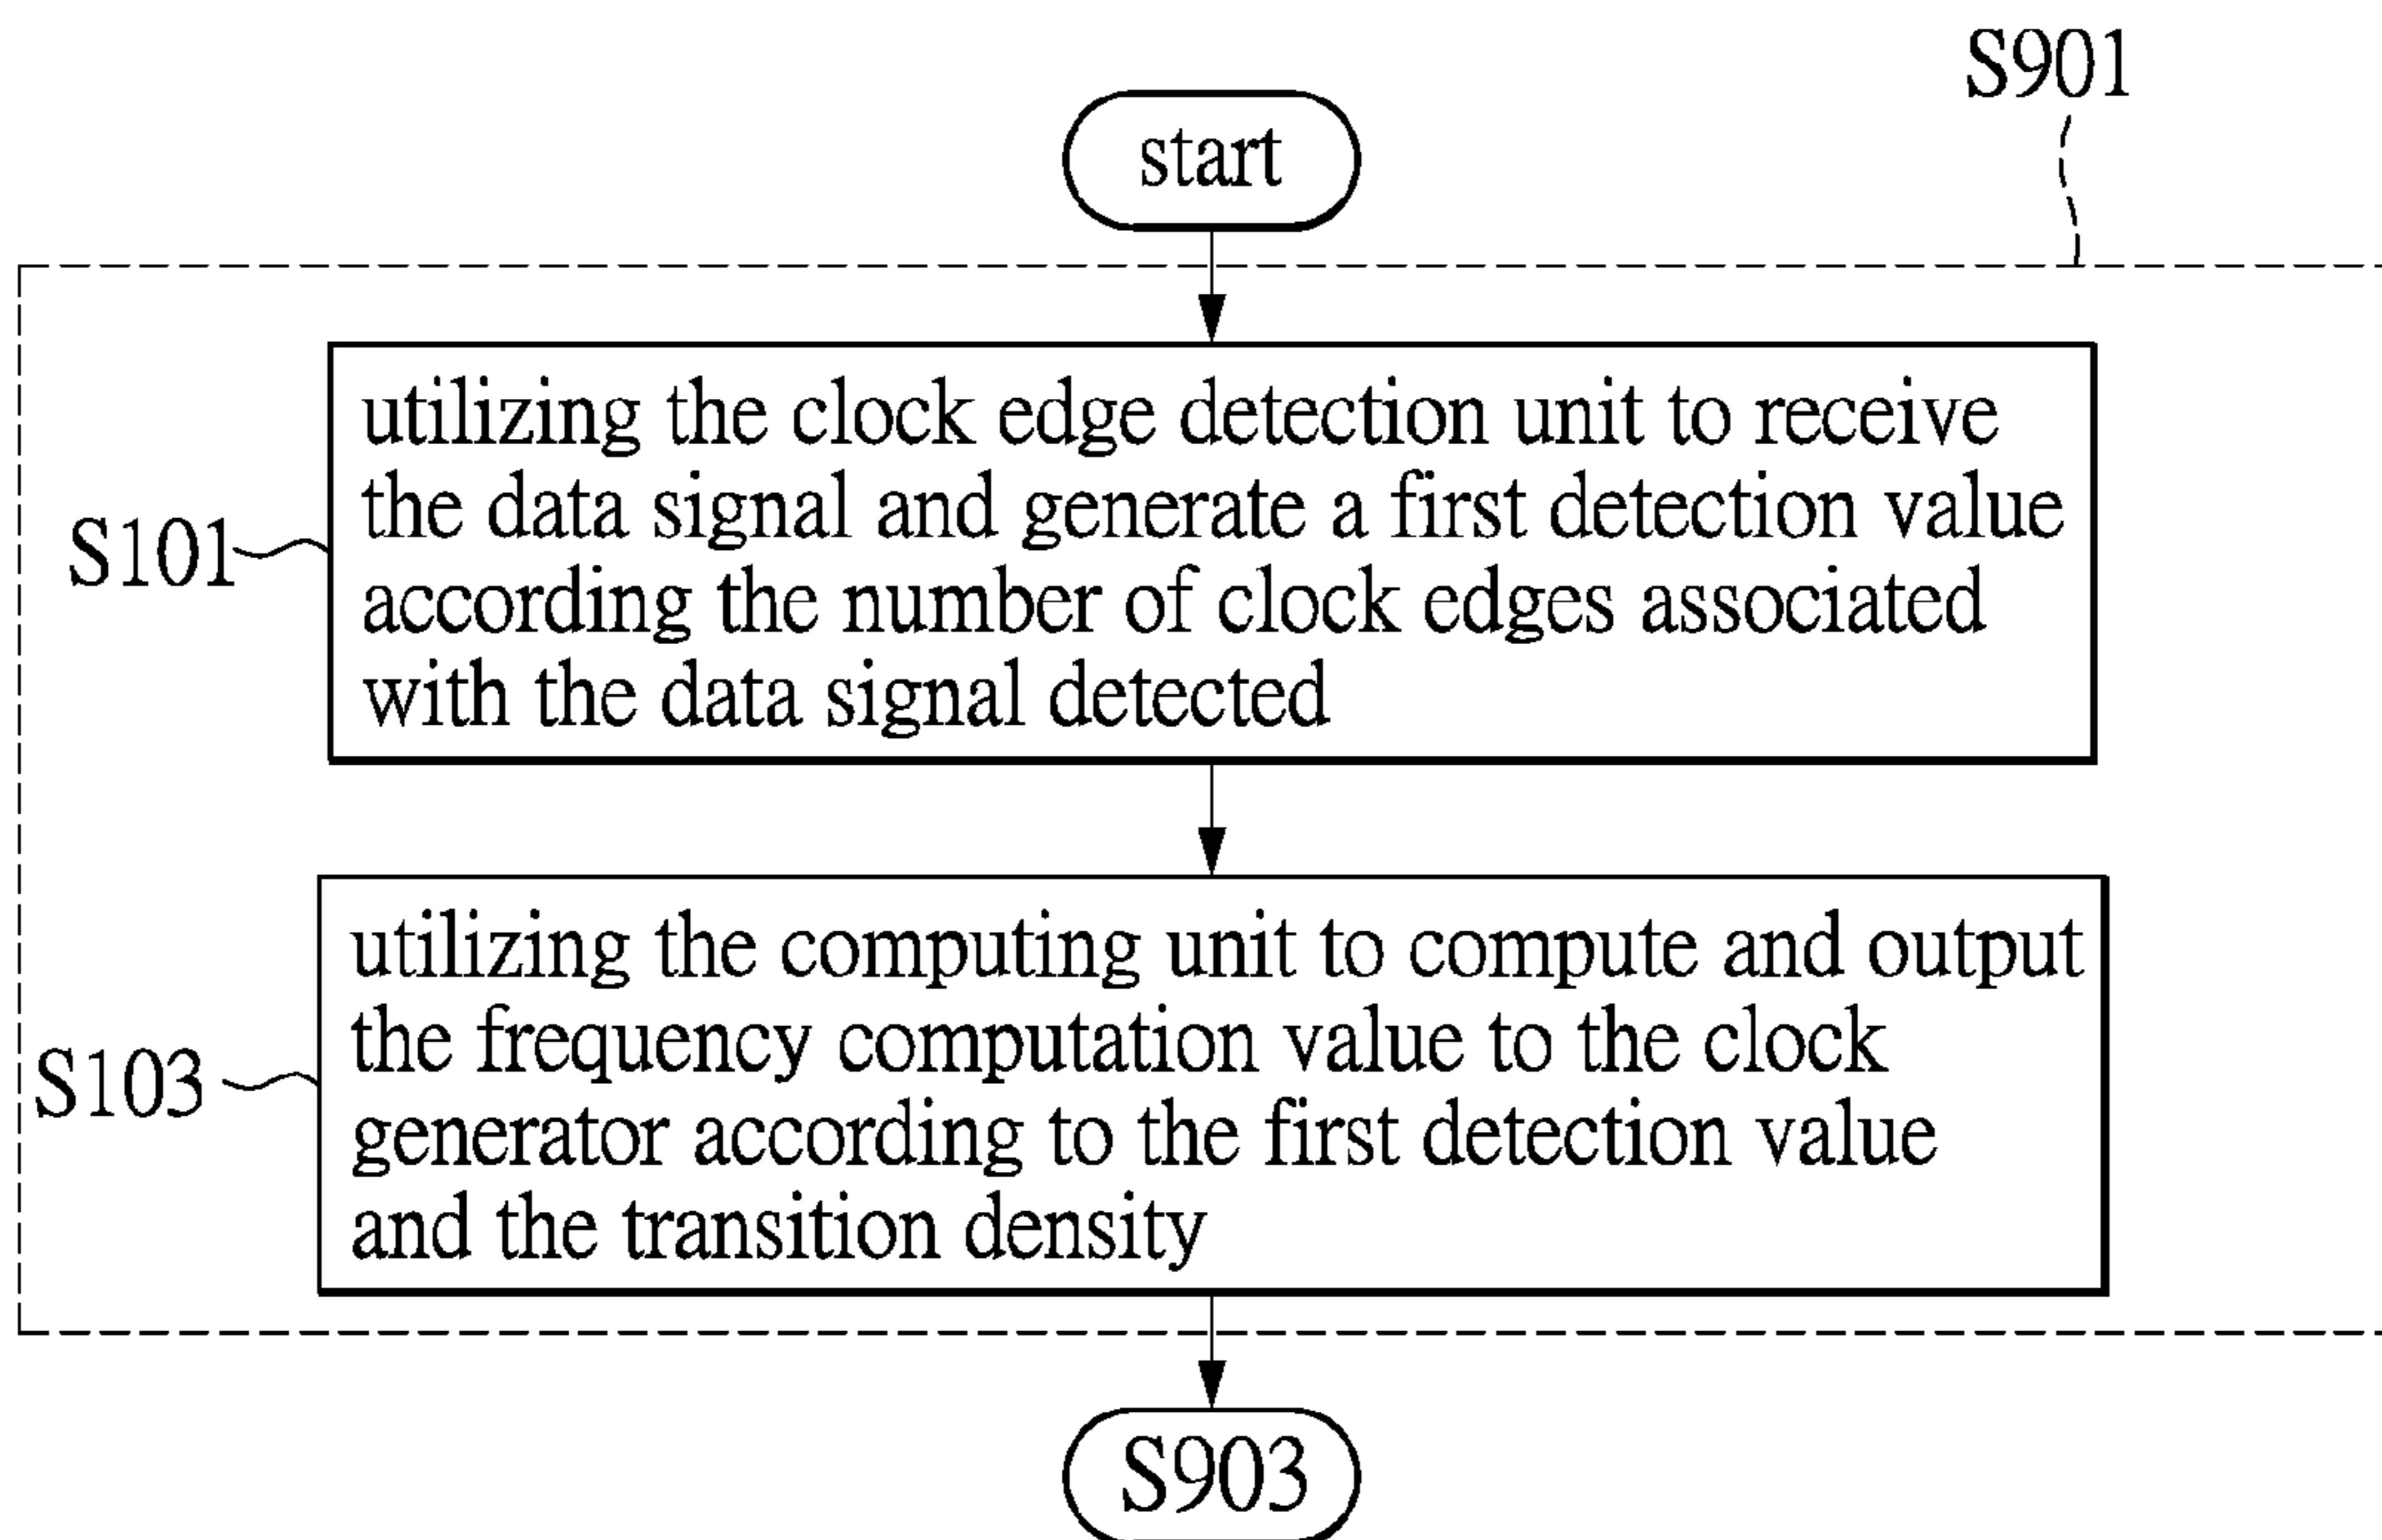 S901
start
utilizing the clock edge detection unit to receive
the data signal and generate a first detection value
according the number of clock edges associated
with the data signal detected
S101
utilizing the computing unit to compute and output
the frequency computation value to the clock
generator according to the first detection value
and the transition density
S103
S903